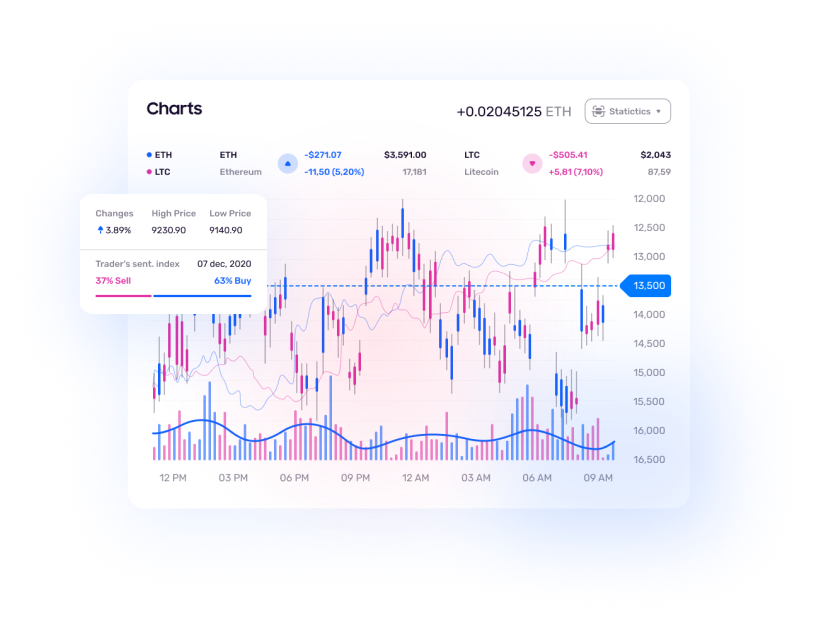 Charts
+0.02045125 ETH
Statictics
ETH
LTC
ETH
Ethereum
-$271.07
-11,50 (5.20%)
$3,591.00
17,181
LTC
Litecoin
-$505.41
+5,81 (7.10%)
$2,043
87,59
Changes High Price Low Price
3.89% 9230.90 9140.90
Trader's sent. index 07 dec, 2020
37% Sell 63% Buy
12,000
12,500
13,000
13,500
14,000
14,500
15,000
15,500
16,000
16,500
12 PM 03 PM 06 PM 09 PM 12 AM 03 AM 06 AM 09 AM